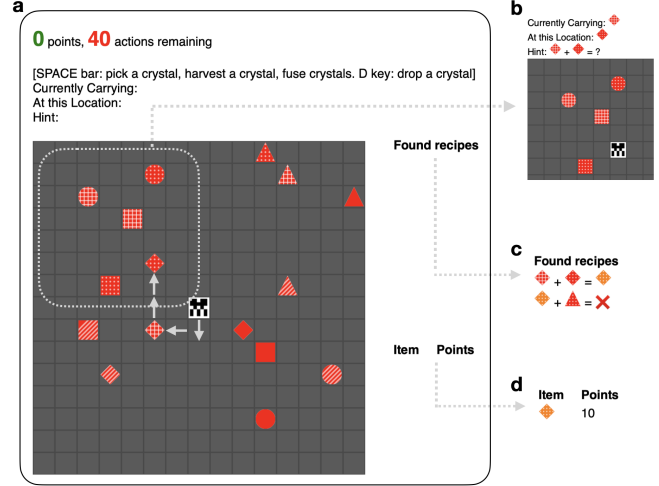 a
0 points, 40 actions remaining
[SPACE bar: pick a crystal, harvest a crystal, fuse crystals. D key: drop a crystal]
Currently Carrying:
At this Location:
Hint:
Found recipes
Item Points
b
Currently Carrying:
At this Location:
Hint: + = ?
c
Found recipes
+ =
+ =
d
Item Points
10